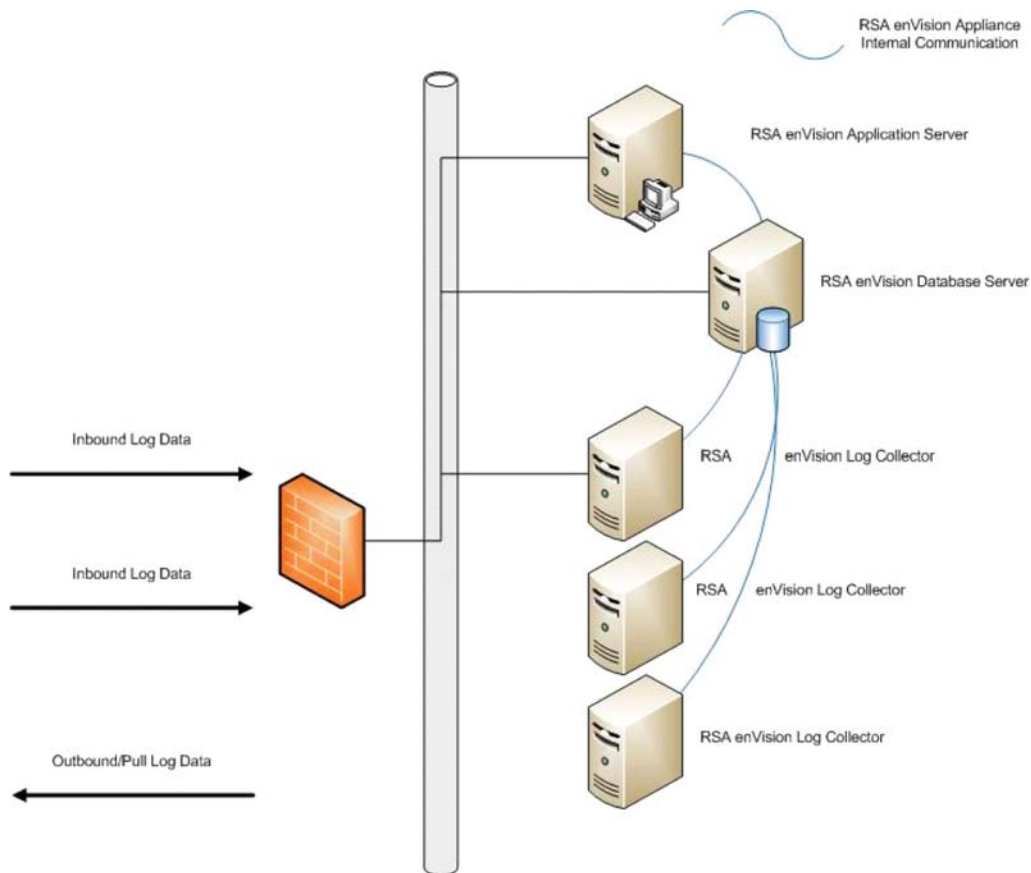 RSA enVision Appliance
Internal Communication
RSA enVision Application Server
RSA enVision Database Server
Inbound Log Data
RSA enVision Log Collector
Inbound Log Data
RSA enVision Log Collector
RSA enVision Log Collector
Outbound/Pull Log Data